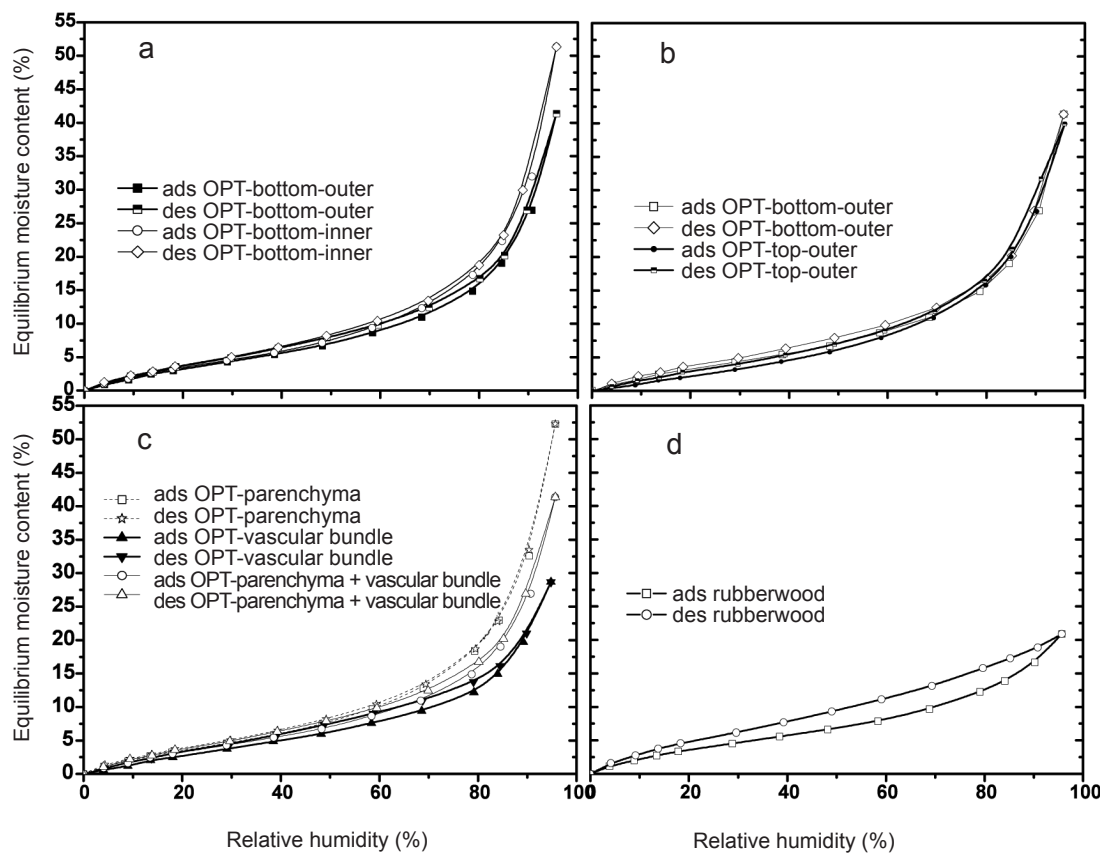 55
50
45
40
35
30
25
20
15
10
5
0
Equilibrium moisture content (%)
a
ads OPT-bottom-outer
des OPT-bottom-outer
ads OPT-bottom-inner
des OPT-bottom-inner
b
ads OPT-bottom-outer
des OPT-bottom-outer
ads OPT-top-outer
des OPT-top-outer
55
50
45
40
35
30
25
20
15
10
5
0
Equilibrium moisture content (%)
c
ads OPT-parenchyma
des OPT-parenchyma
ads OPT-vascular bundle
des OPT-vascular bundle
ads OPT-parenchyma + vascular bundle
des OPT-parenchyma + vascular bundle
0 20 40 60 80 100
Relative humidity (%)
d
ads rubberwood
des rubberwood
0 20 40 60 80 100
Relative humidity (%)